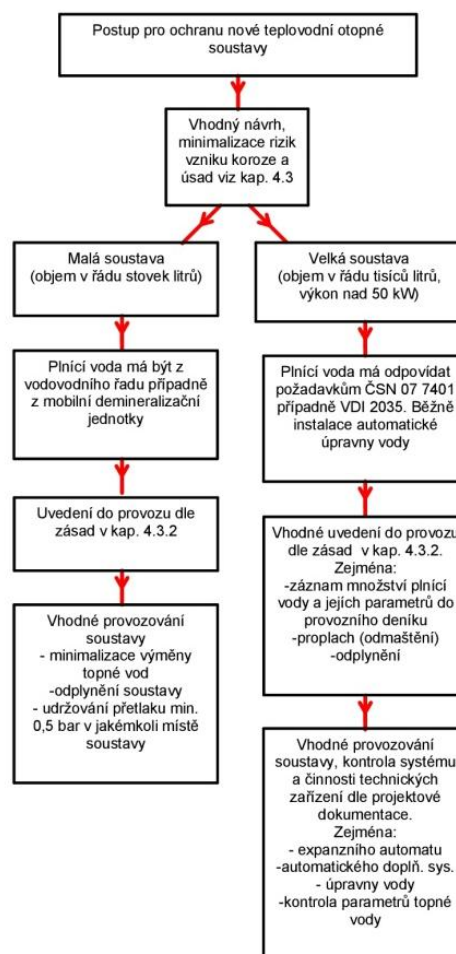 Postup pro ochranu nové teplovodní otopné
soustavy
Vhodný návrh,
minimalizace rizik
vzniku koroze a
úsad viz kap. 4.3
Malá soustava
(objem v řádu stovek litrů)
Plnící voda má být z
vodovodního řadu případně
z mobilní demineralizační
jednotky
Uvedení do provozu dle
zásad v kap. 4.3.2
Vhodné provozování
soustavy
- minimalizace výměny
topné vod
-odplynění soustavy
- udržování přetlaku min.
0,5 bar v jakémkoli místě
soustavy
Velká soustava
(objem v řádu tisíců litrů,
výkon nad 50 kW)
Plnící voda má odpovídat
požadavkům ČSN 07 7401
případně VDI 2035. Běžně
instalace automatické
úpravny vody
Vhodné uvedení do provozu
dle zásad v kap. 4.3.2.
Zejména:
-záznam množství plnící
vody a jejích parametrů do
provozního deníku
-proplach (odmaštění)
-odplynění
Vhodné provozování
soustavy, kontrola systému
a činnosti technických
zařízení dle projektové
dokumentace.
Zejména:
- expanzního automatu
-automatického doplň. sys.
- úpravny vody
-kontrola parametrů topné
vody